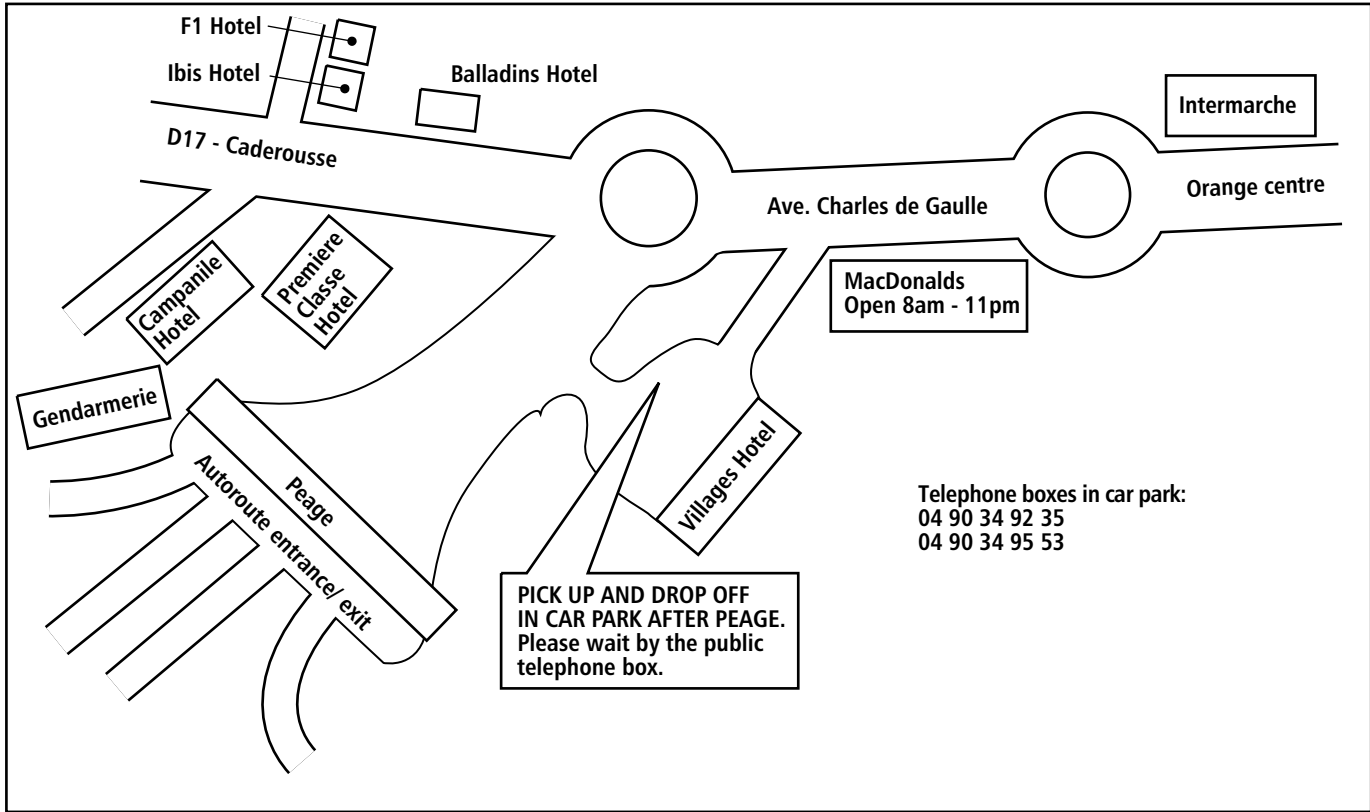 F1 Hotel
Ibis Hotel
Balladins Hotel
Intermarche
D17 - Caderousse
Ave. Charles de Gaulle
Orange centre
Premiere
Classe
Hotel
Campanile
Hotel
MacDonalds
Open 8am - 11pm
Gendarmerie
Peage
Autoroute entrance/ exit
Villages Hotel
Telephone boxes in car park:
04 90 34 92 35
04 90 34 95 53
PICK UP AND DROP OFF
IN CAR PARK AFTER PEAGE.
Please wait by the public
telephone box.